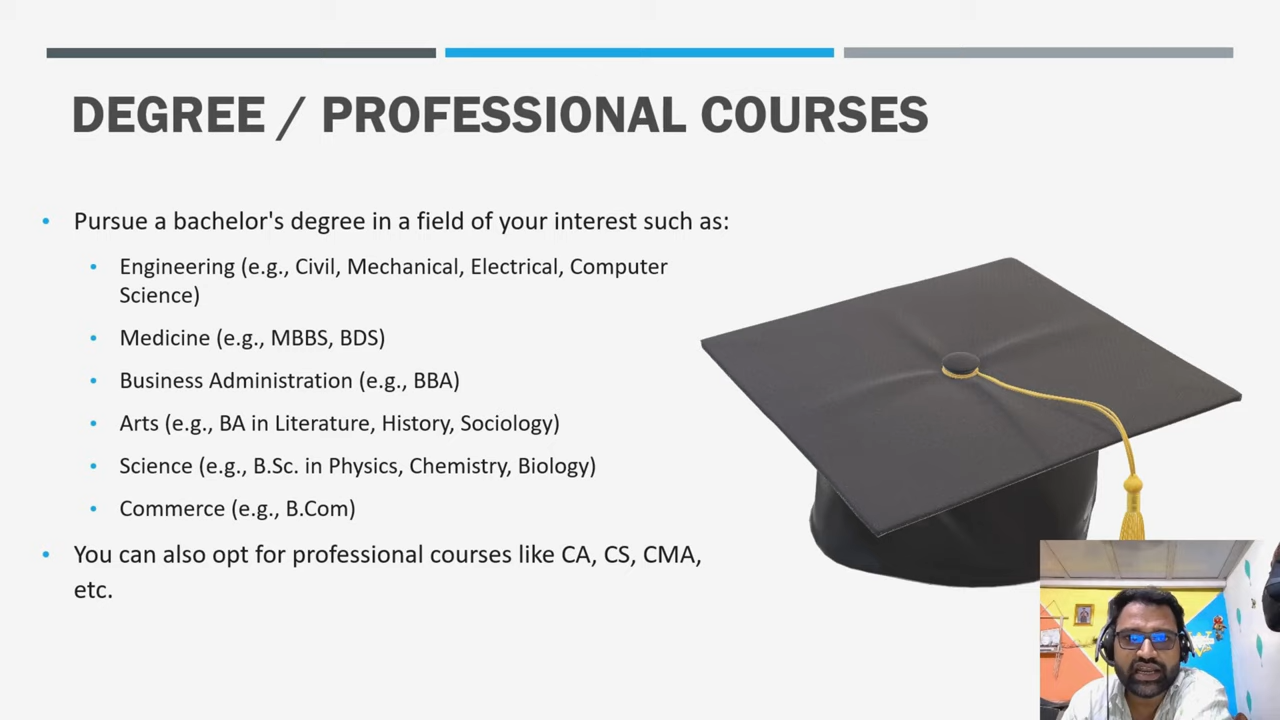 DEGREE / PROFESSIONAL COURSES
Pursue a bachelor's degree in a field of your interest such as:
Engineering (e.g., Civil, Mechanical, Electrical, Computer
Science)
Medicine (e.g., MBBS, BDS)
Business Administration (e.g., BBA)
Arts (e.g., BA in Literature, History, Sociology)
Science (e.g., B.Sc. in Physics, Chemistry, Biology)
Commerce (e.g., B.Com)
You can also opt for professional courses like CA, CS, CMA,
etc.